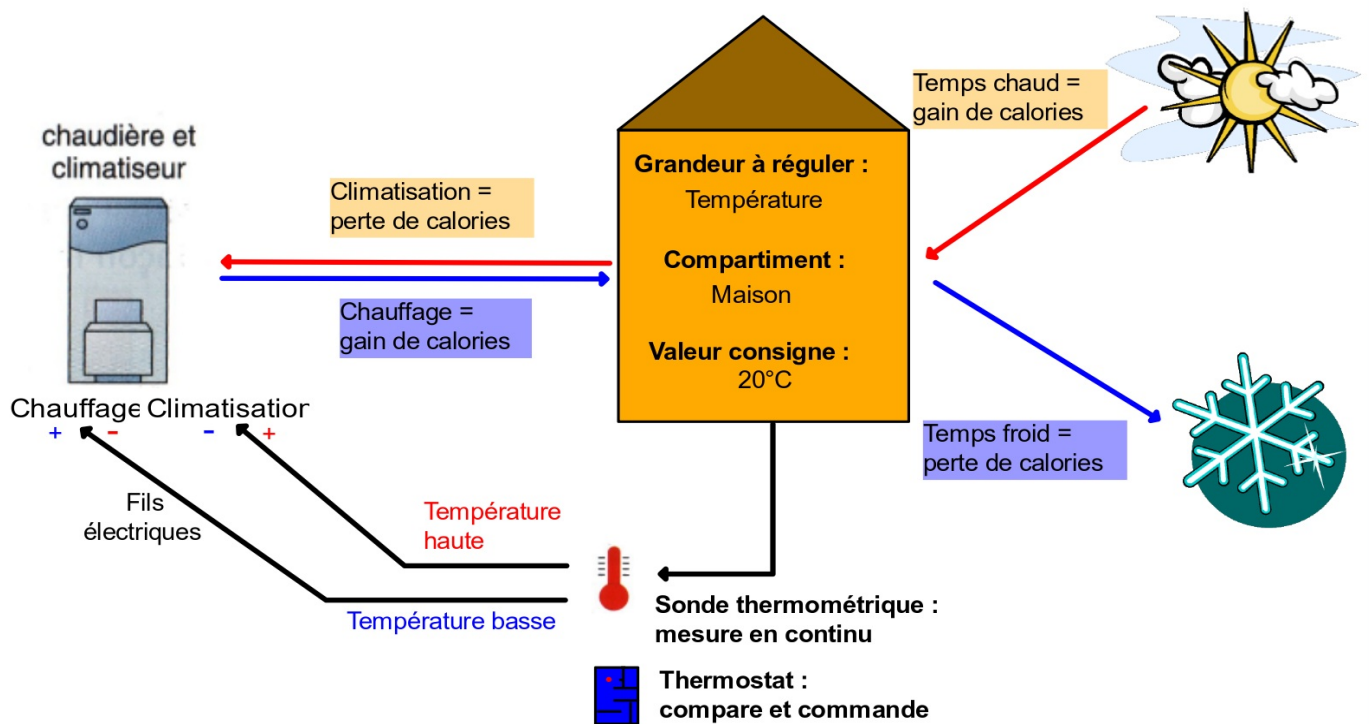 chaudière et
climatiseur
Climatisation =
perte de calories
Chauffage =
gain de calories
Grandeur à réguler :
Température
Compartiment :
Maison
Valeur consigne :
20°C
Temps chaud =
gain de calories
Temps froid =
perte de calories
Chauffage Climatisation
+ - - +
Fils
électriques
Température
haute
Température basse
Sonde thermométrique :
mesure en continu
Thermostat :
compare et commande